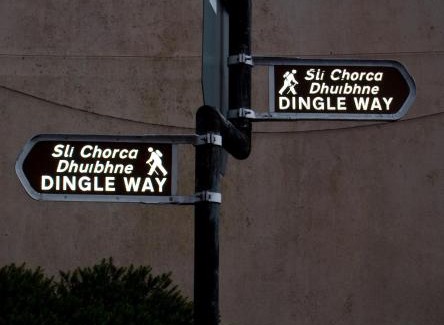 Slí Chorca
Dhuibhne
DINGLE WAY
Slí Chorca
Dhuibhne
DINGLE WAY